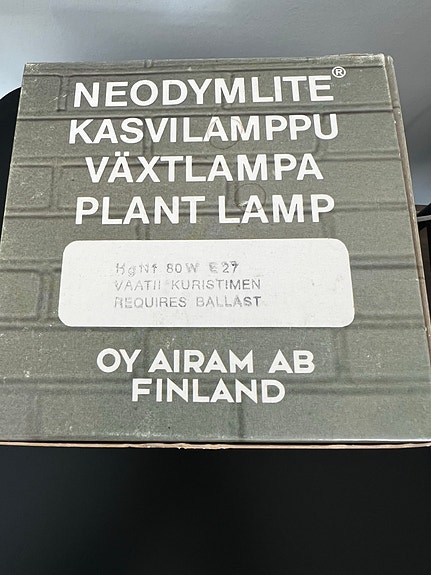 NEODYMLITE®
KASVILAMPPU
VÄXTLAMPA
PLANT LAMP
HgNf 80W E27
VAATII KURISTIMEN
REQUIRES BALLAST
OY AIRAM AB
FINLAND